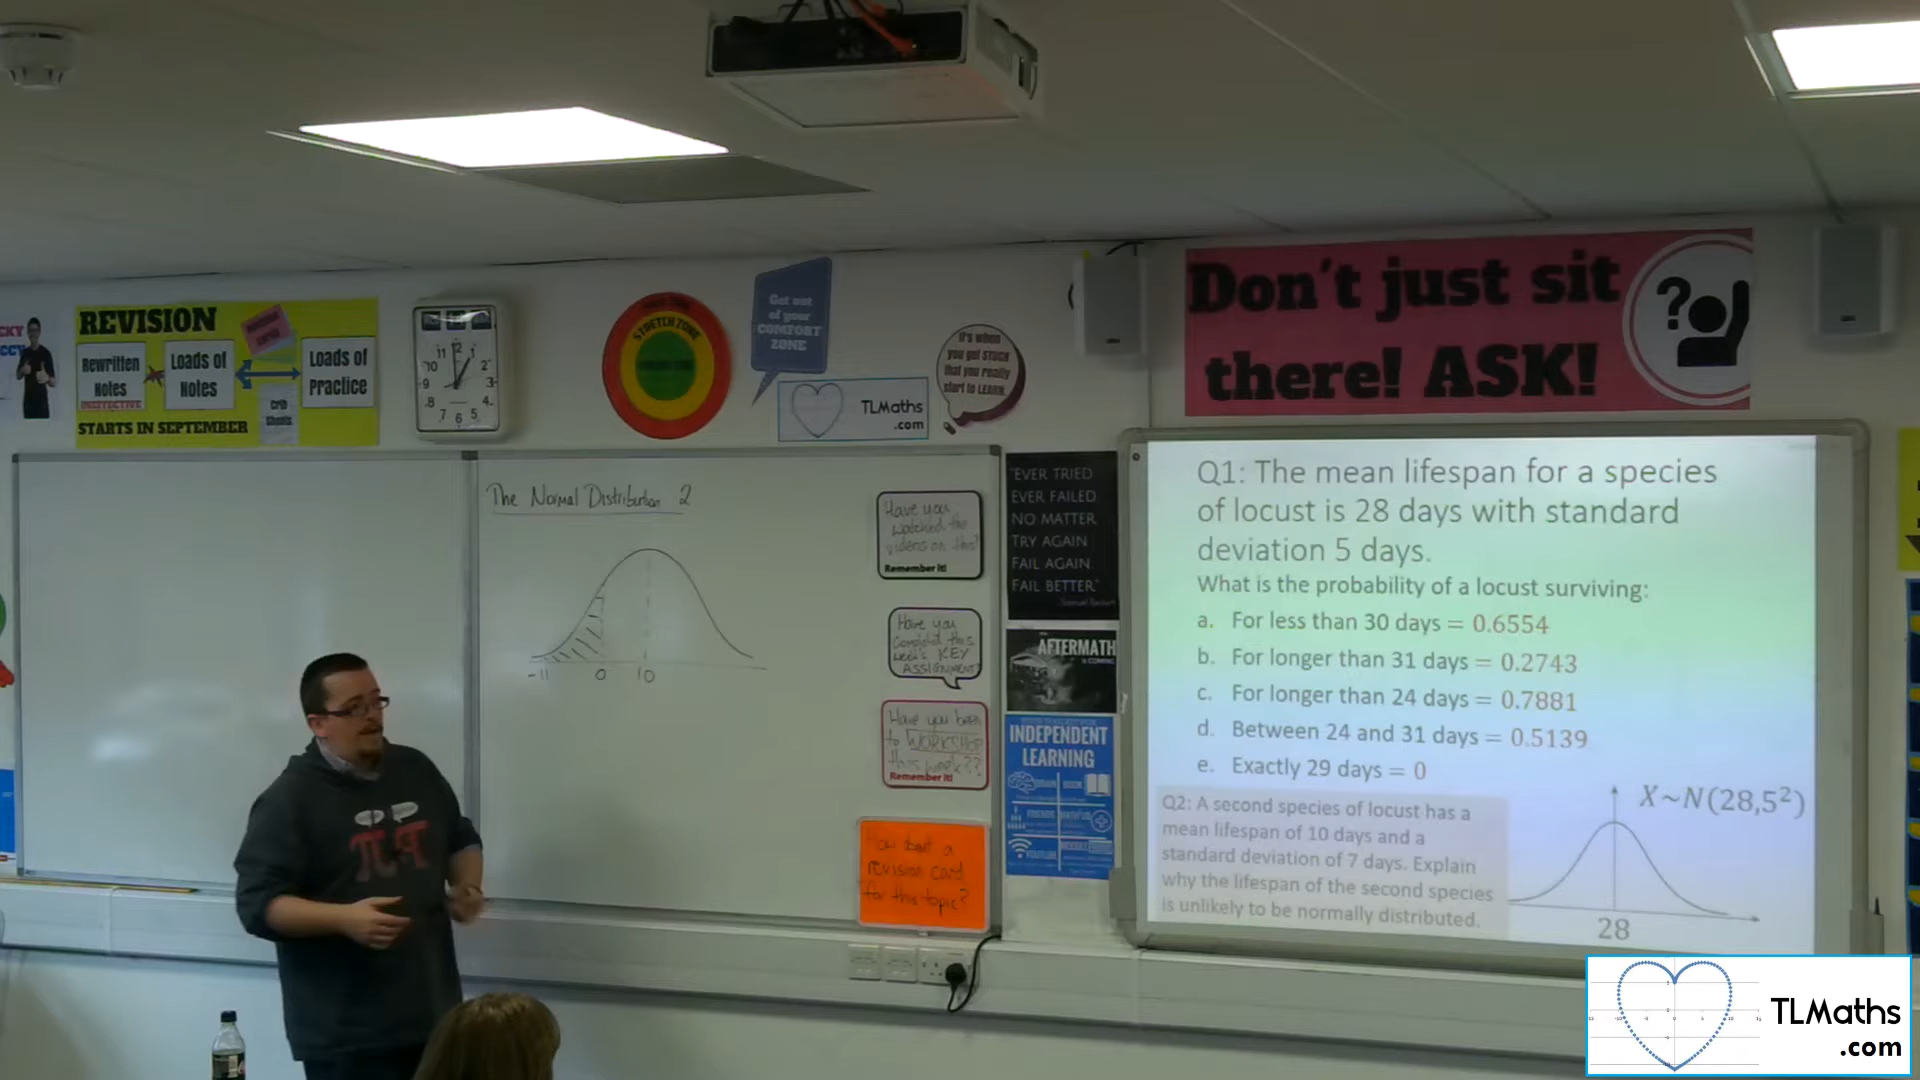 Don't just sit
there! ASK!
REVISION
Rewritten
Notes
INEFFECTIVE
Loads of
Notes
Loads of
Practice
Crib
Sheets
STARTS IN SEPTEMBER
STRETCH ZONE
Get out
of your
COMFORT
ZONE
TLMaths
.com
It's when
you get STUCK
that you really
start to LEARN.
The Normal Distribution 2
-11 0 10
Have you
watched the
videos on this?
Remember it!
Have you
completed this
week's KEY
ASSIGNMENT?
Have you been
to WORKSHOP
this week??
Remember it!
How about a
revision card
for this topic?
"EVER TRIED
EVER FAILED
NO MATTER
TRY AGAIN
FAIL AGAIN
FAIL BETTER"
AFTERMATH
INDEPENDENT
LEARNING
Q1: The mean lifespan for a species
of locust is 28 days with standard
deviation 5 days.
What is the probability of a locust surviving:
a. For less than 30 days = 0.6554
b. For longer than 31 days = 0.2743
c. For longer than 24 days = 0.7881
d. Between 24 and 31 days = 0.5139
e. Exactly 29 days = 0
Q2: A second species of locust has a
mean lifespan of 10 days and a
standard deviation of 7 days. Explain
why the lifespan of the second species
is unlikely to be normally distributed.
X~N(28,5²)
28
TLMaths
.com